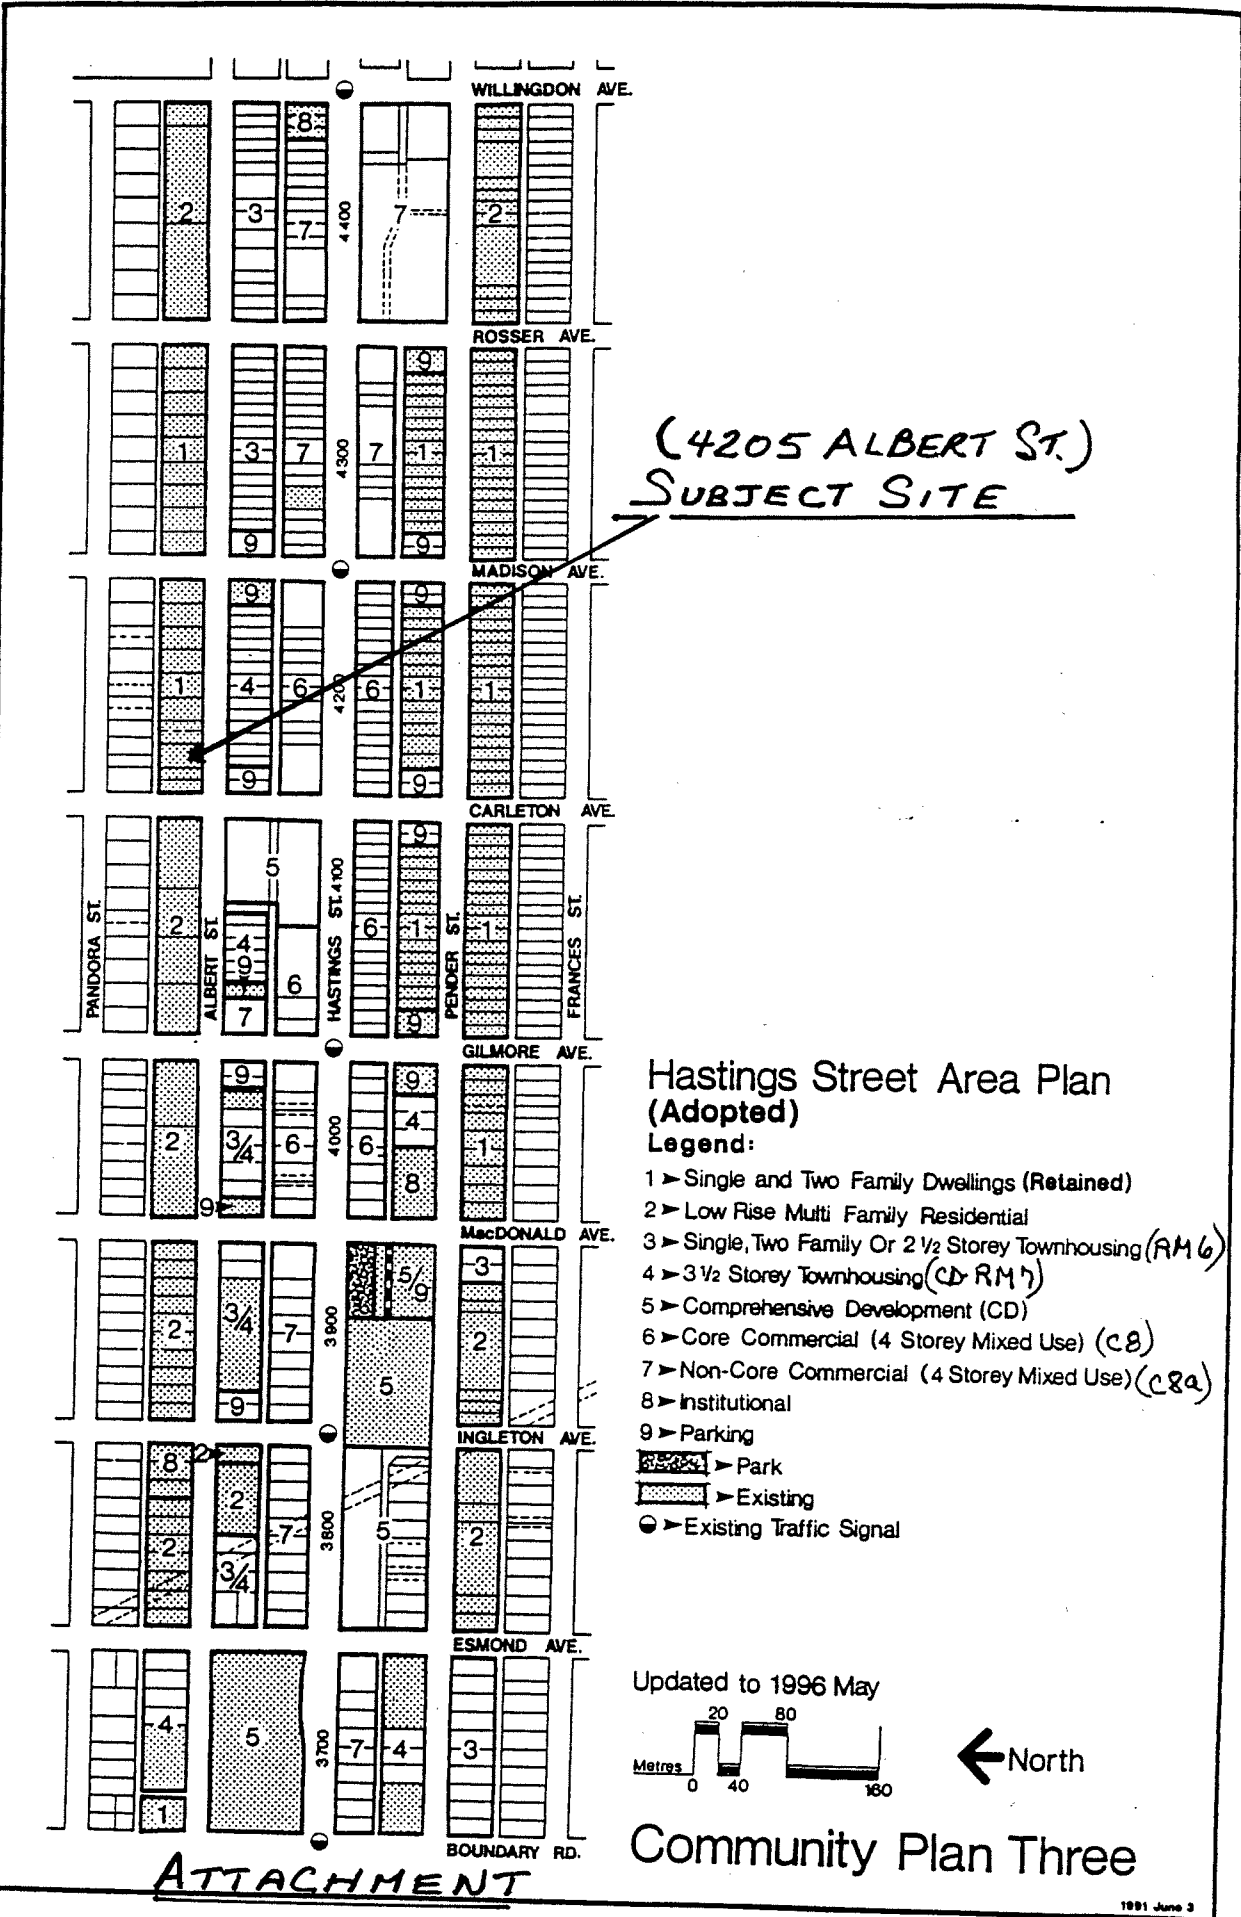 WILLINGDON AVE.
8
2
3
7
4400
7
2
ROSSER AVE.
9
1
3
7
4300
7
1
1
9
9
(4205 ALBERT ST.)
SUBJECT SITE
MADISON AVE.
9
9
1
4
6
4200
6
1
1
9
9
CARLETON AVE.
9
5
PANDORA ST.
2
ALBERT ST.
4
9
7
6
HASTINGS ST. 4100
6
1
PENDER ST.
1
FRANCES ST.
9
GILMORE AVE.
9
9
2
3/4
6
4000
6
4
8
1
9
MacDONALD AVE.
5/9
3
2
3/4
7
3900
5
2
9
INGLETON AVE.
8
2
2
2
3/4
7
3800
5
2
ESMOND AVE.
4
5
3700
7
4
3
1
BOUNDARY RD.
Hastings Street Area Plan
(Adopted)
Legend:
1 ➤ Single and Two Family Dwellings (Retained)
2 ➤ Low Rise Multi Family Residential
3 ➤ Single, Two Family Or 2 1/2 Storey Townhousing (RM6)
4 ➤ 3 1/2 Storey Townhousing (CD RM7)
5 ➤ Comprehensive Development (CD)
6 ➤ Core Commercial (4 Storey Mixed Use) (C8)
7 ➤ Non-Core Commercial (4 Storey Mixed Use) (C8a)
8 ➤ Institutional
9 ➤ Parking
➤ Park
➤ Existing
➤ Existing Traffic Signal
Updated to 1996 May
20 80
Metres
0 40 160
North
Community Plan Three
ATTACHMENT
1991 June 3